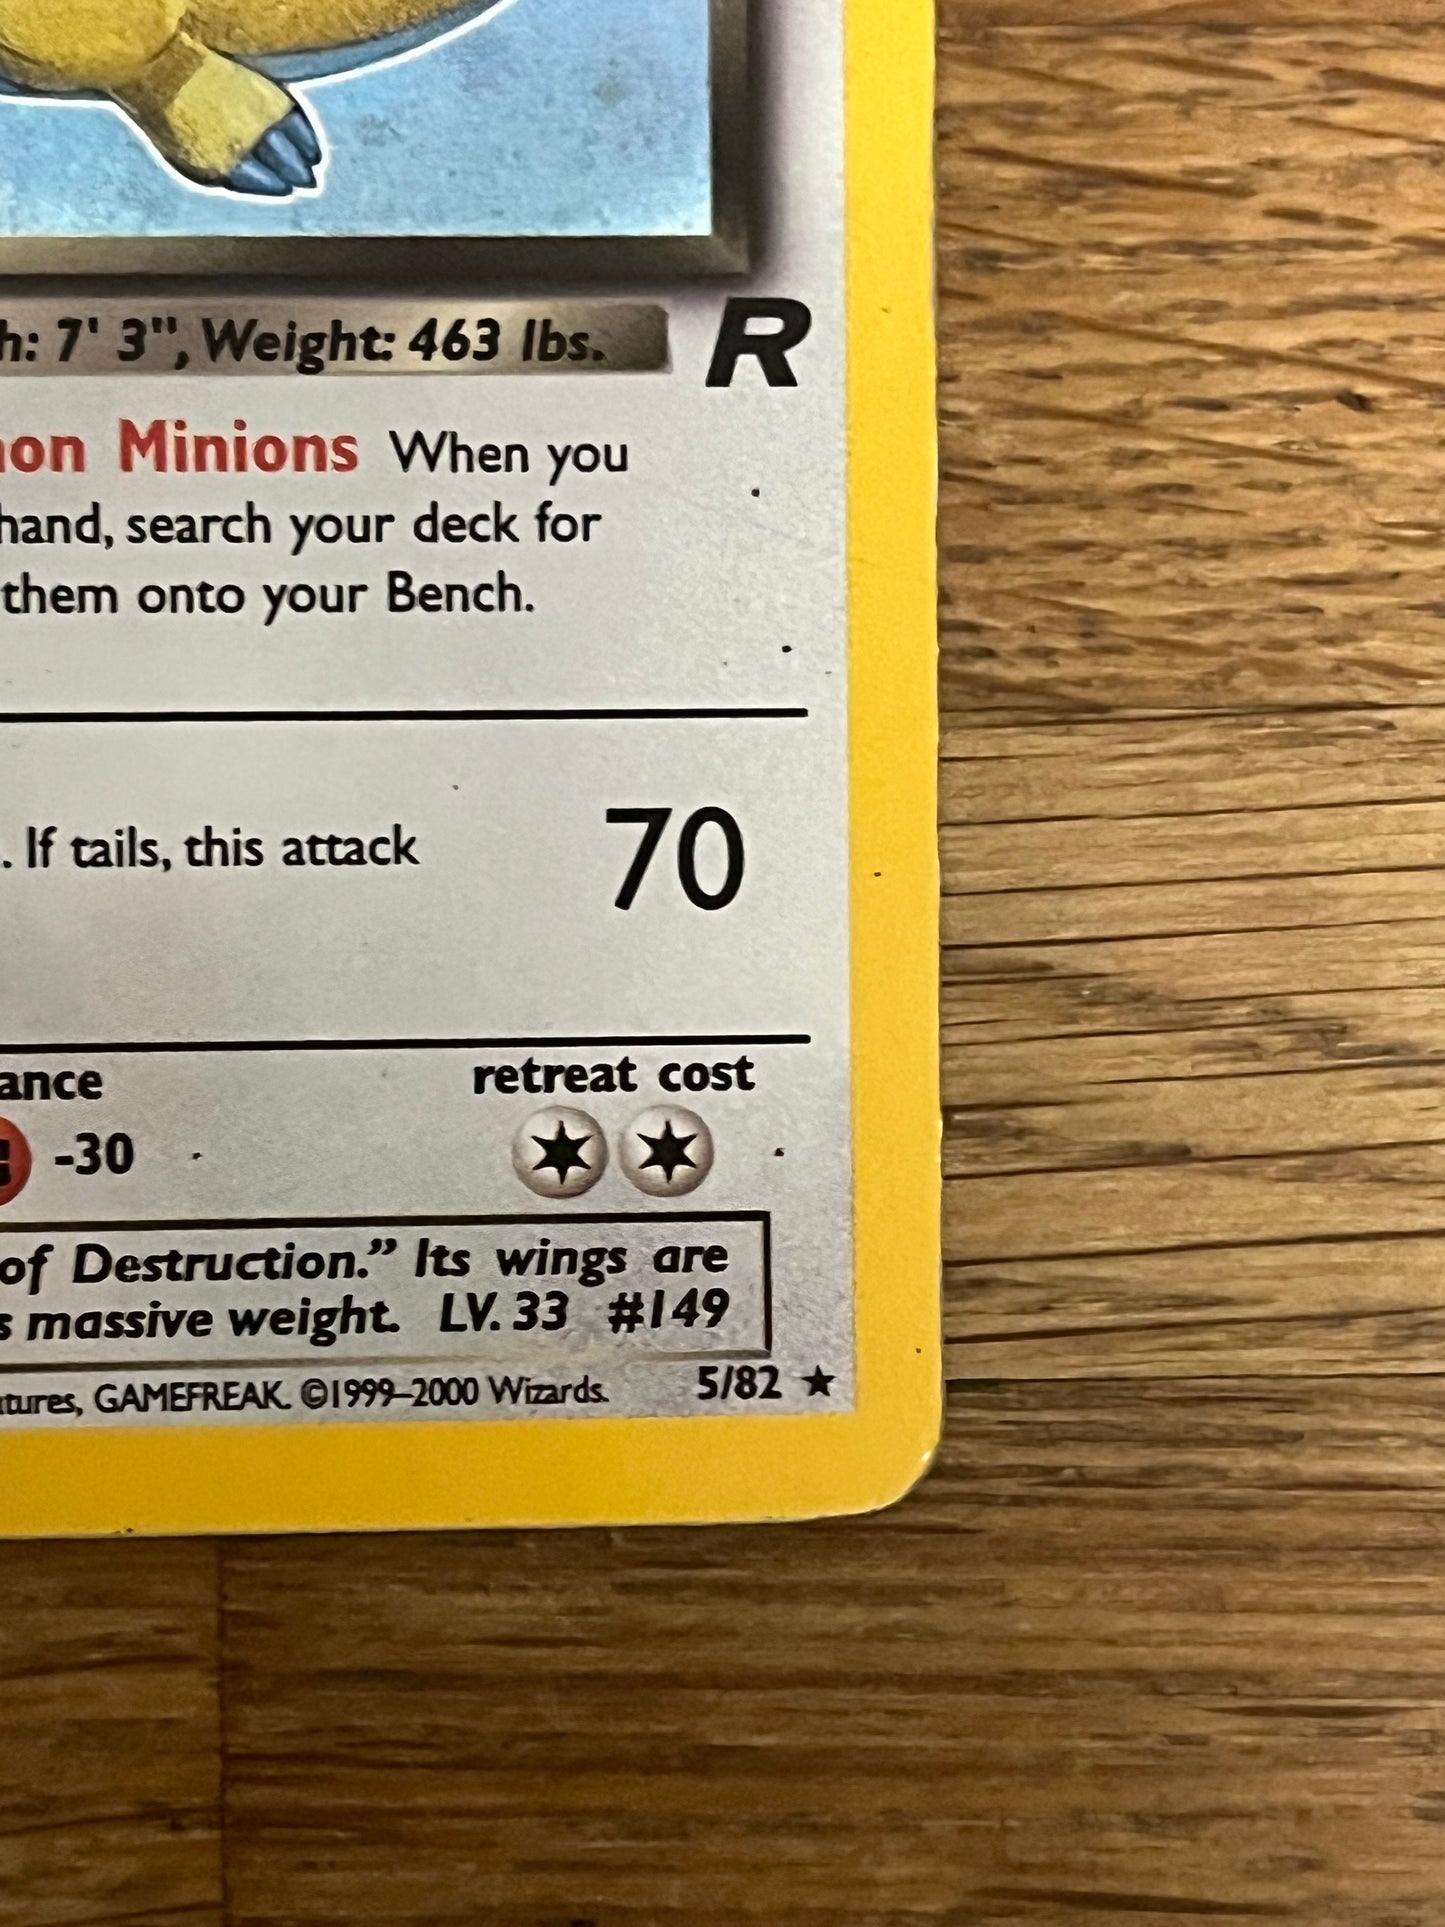 h: 7' 3", Weight: 463 lbs.
R
on Minions When you
hand, search your deck for
them onto your Bench.
. If tails, this attack
70
ance
retreat cost
-30
of Destruction.” Its wings are
s massive weight. LV. 33 #149
tures, GAMEFREAK. ©1999–2000 Wizards.
5/82 ★